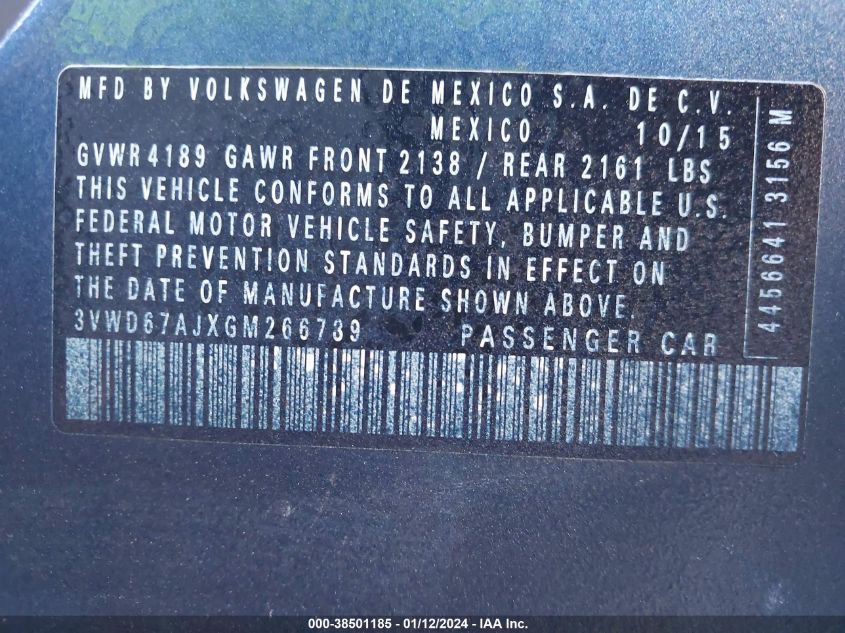 MFD BY VOLKSWAGEN DE MEXICO S.A. DE C.V.
MEXICO 10/15
GVWR 4189 GAWR FRONT 2138 / REAR 2161 LBS
THIS VEHICLE CONFORMS TO ALL APPLICABLE U.S.
FEDERAL MOTOR VEHICLE SAFETY, BUMPER AND
THEFT PREVENTION STANDARDS IN EFFECT ON
THE DATE OF MANUFACTURE SHOWN ABOVE.
3VWD67AJXGM266739 PASSENGER CAR
4456641 3156 M
000-38501185 - 01/12/2024 - IAA Inc.